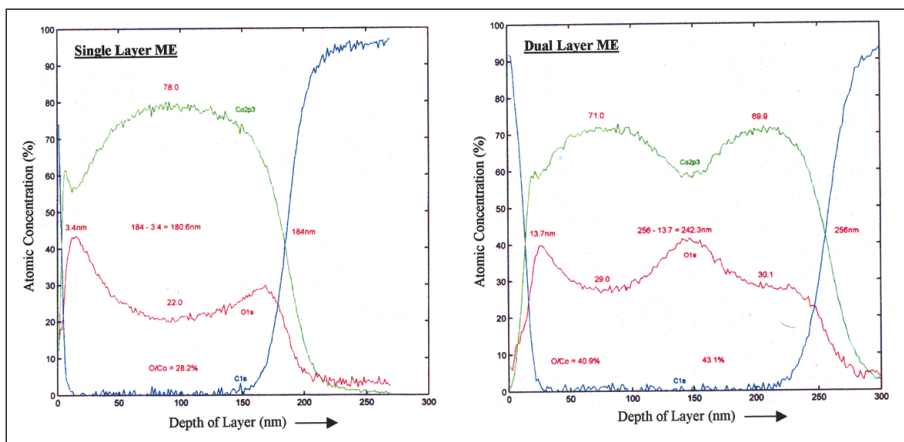 Single Layer ME
Atomic Concentration (%)
100
90
80
70
60
50
40
30
20
10
0
78.0
Co2p3
3.4nm
184 - 3.4 = 180.6nm
184nm
22.0
O1s
O/Co = 28.2%
C1s
0
50
100
150
200
250
300
Depth of Layer (nm)
Dual Layer ME
Atomic Concentration (%)
100
90
80
70
60
50
40
30
20
10
0
71.0
69.9
Co2p3
13.7nm
256 - 13.7 = 242.3nm
256nm
O1s
29.0
30.1
O/Co = 40.9%
43.1%
C1s
0
50
100
150
200
250
300
Depth of Layer (nm)